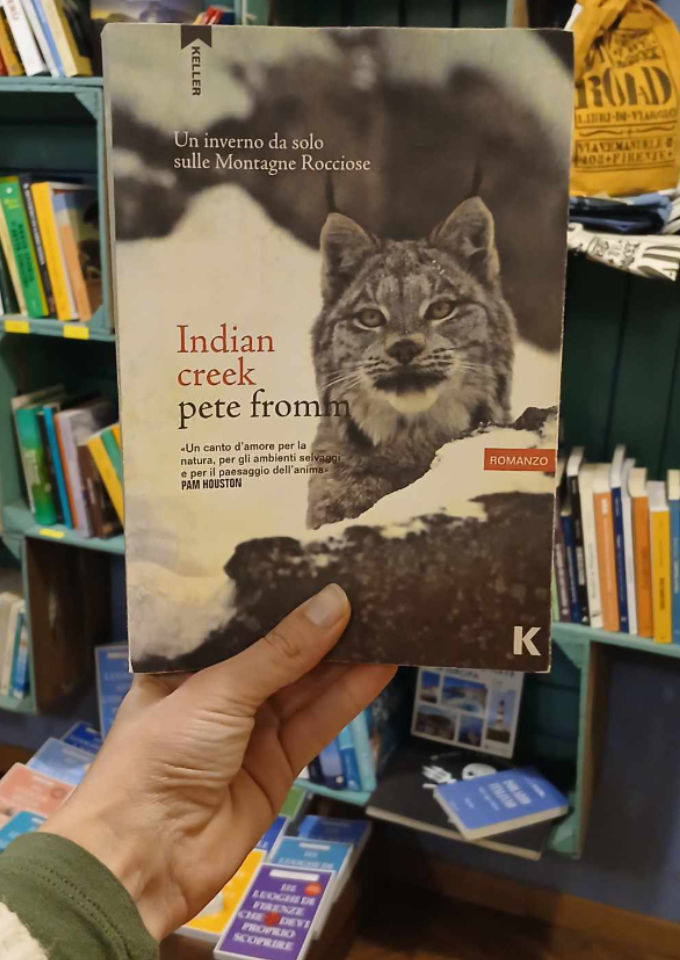 KELLER
Un inverno da solo
sulle Montagne Rocciose
Indian
creek
pete fromm
«Un canto d'amore per la
natura, per gli ambienti selvaggi
e per il paesaggio dell'anima»
PAM HOUSTON
ROMANZO
K
ROAD
LIBRI-DI-VIAGGIO
FIRENZE
111
LUOGHI DI
FIRENZE
CHE DEVI
PROPRIO
SCOPRIRE